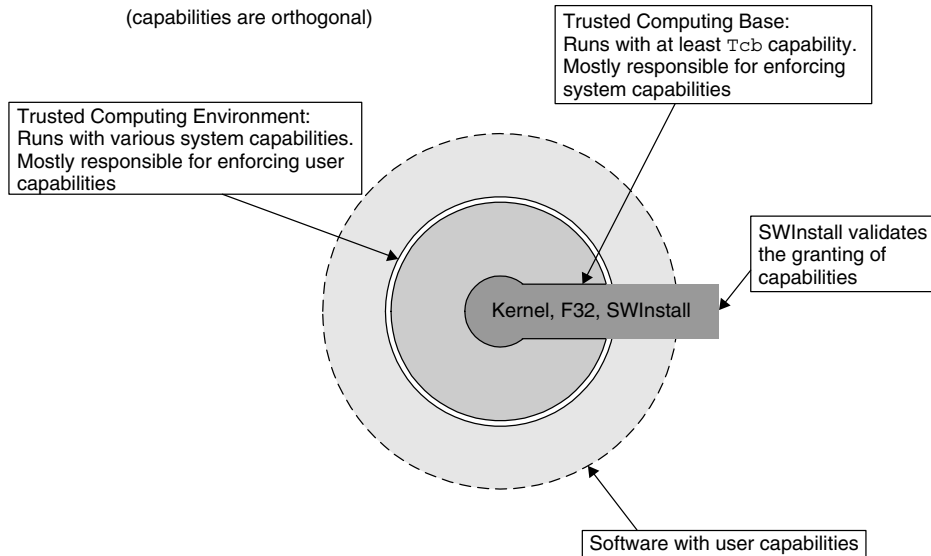 (capabilities are orthogonal)
Trusted Computing Base:
Runs with at least Tcb capability.
Mostly responsible for enforcing
system capabilities
Trusted Computing Environment:
Runs with various system capabilities.
Mostly responsible for enforcing user
capabilities
SWInstall validates
the granting of
capabilities
Kernel, F32, SWInstall
Software with user capabilities